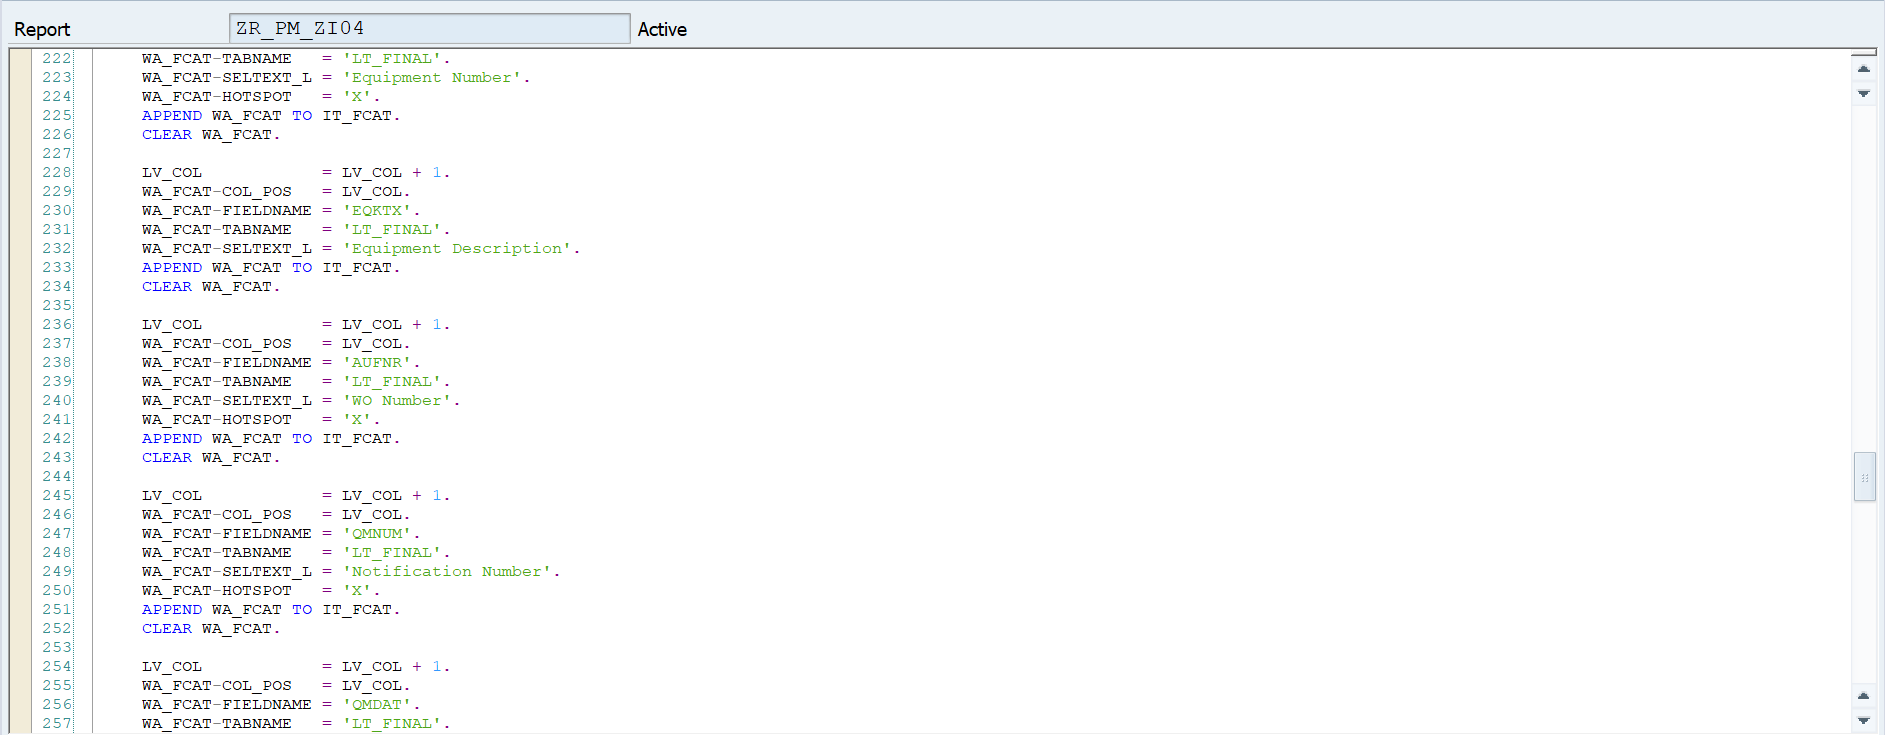 Report ZR_PM_ZI04 Active
222 WA_FCAT-TABNAME = 'LT_FINAL'.
223 WA_FCAT-SELTEXT_L = 'Equipment Number'.
224 WA_FCAT-HOTSPOT = 'X'.
225 APPEND WA_FCAT TO IT_FCAT.
226 CLEAR WA_FCAT.
227
228 LV_COL = LV_COL + 1.
229 WA_FCAT-COL_POS = LV_COL.
230 WA_FCAT-FIELDNAME = 'EQKTX'.
231 WA_FCAT-TABNAME = 'LT_FINAL'.
232 WA_FCAT-SELTEXT_L = 'Equipment Description'.
233 APPEND WA_FCAT TO IT_FCAT.
234 CLEAR WA_FCAT.
235
236 LV_COL = LV_COL + 1.
237 WA_FCAT-COL_POS = LV_COL.
238 WA_FCAT-FIELDNAME = 'AUFNR'.
239 WA_FCAT-TABNAME = 'LT_FINAL'.
240 WA_FCAT-SELTEXT_L = 'WO Number'.
241 WA_FCAT-HOTSPOT = 'X'.
242 APPEND WA_FCAT TO IT_FCAT.
243 CLEAR WA_FCAT.
244
245 LV_COL = LV_COL + 1.
246 WA_FCAT-COL_POS = LV_COL.
247 WA_FCAT-FIELDNAME = 'QMNUM'.
248 WA_FCAT-TABNAME = 'LT_FINAL'.
249 WA_FCAT-SELTEXT_L = 'Notification Number'.
250 WA_FCAT-HOTSPOT = 'X'.
251 APPEND WA_FCAT TO IT_FCAT.
252 CLEAR WA_FCAT.
253
254 LV_COL = LV_COL + 1.
255 WA_FCAT-COL_POS = LV_COL.
256 WA_FCAT-FIELDNAME = 'QMDAT'.
257 WA_FCAT-TABNAME = 'LT_FINAL'.